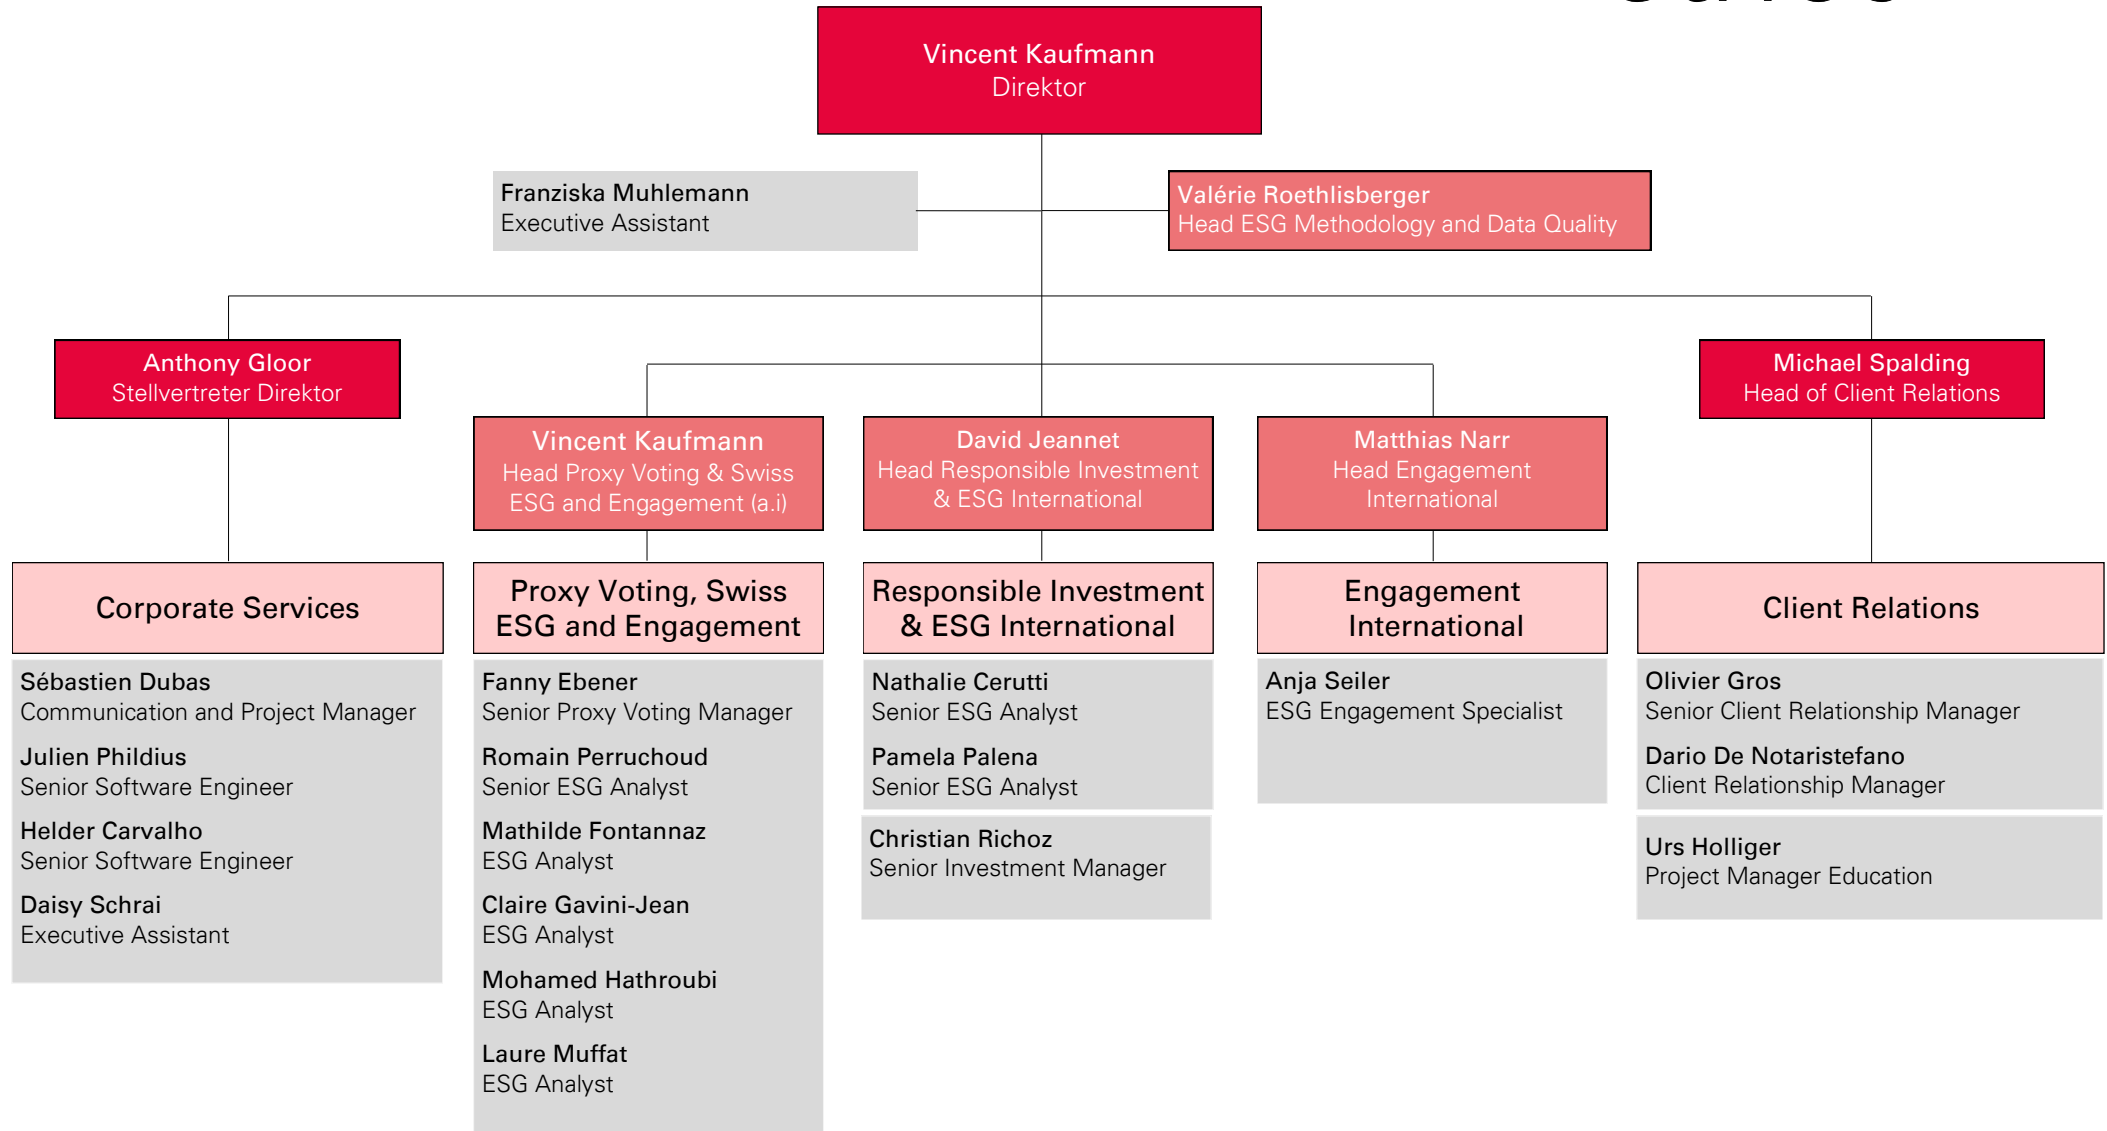 Vincent Kaufmann
Direktor
Franziska Muhlemann
Executive Assistant
Valérie Roethlisberger
Head ESG Methodology and Data Quality
Anthony Gloor
Stellvertreter Direktor
Michael Spalding
Head of Client Relations
Vincent Kaufmann
Head Proxy Voting & Swiss
ESG and Engagement (a.i)
David Jeannet
Head Responsible Investment
& ESG International
Matthias Narr
Head Engagement
International
Corporate Services
Sébastien Dubas
Communication and Project Manager
Julien Phildius
Senior Software Engineer
Helder Carvalho
Senior Software Engineer
Daisy Schrai
Executive Assistant
Proxy Voting, Swiss
ESG and Engagement
Fanny Ebener
Senior Proxy Voting Manager
Romain Perruchoud
Senior ESG Analyst
Mathilde Fontannaz
ESG Analyst
Claire Gavini-Jean
ESG Analyst
Mohamed Hathroubi
ESG Analyst
Laure Muffat
ESG Analyst
Responsible Investment
& ESG International
Nathalie Cerutti
Senior ESG Analyst
Pamela Palena
Senior ESG Analyst
Christian Richoz
Senior Investment Manager
Engagement
International
Anja Seiler
ESG Engagement Specialist
Client Relations
Olivier Gros
Senior Client Relationship Manager
Dario De Notaristefano
Client Relationship Manager
Urs Holliger
Project Manager Education